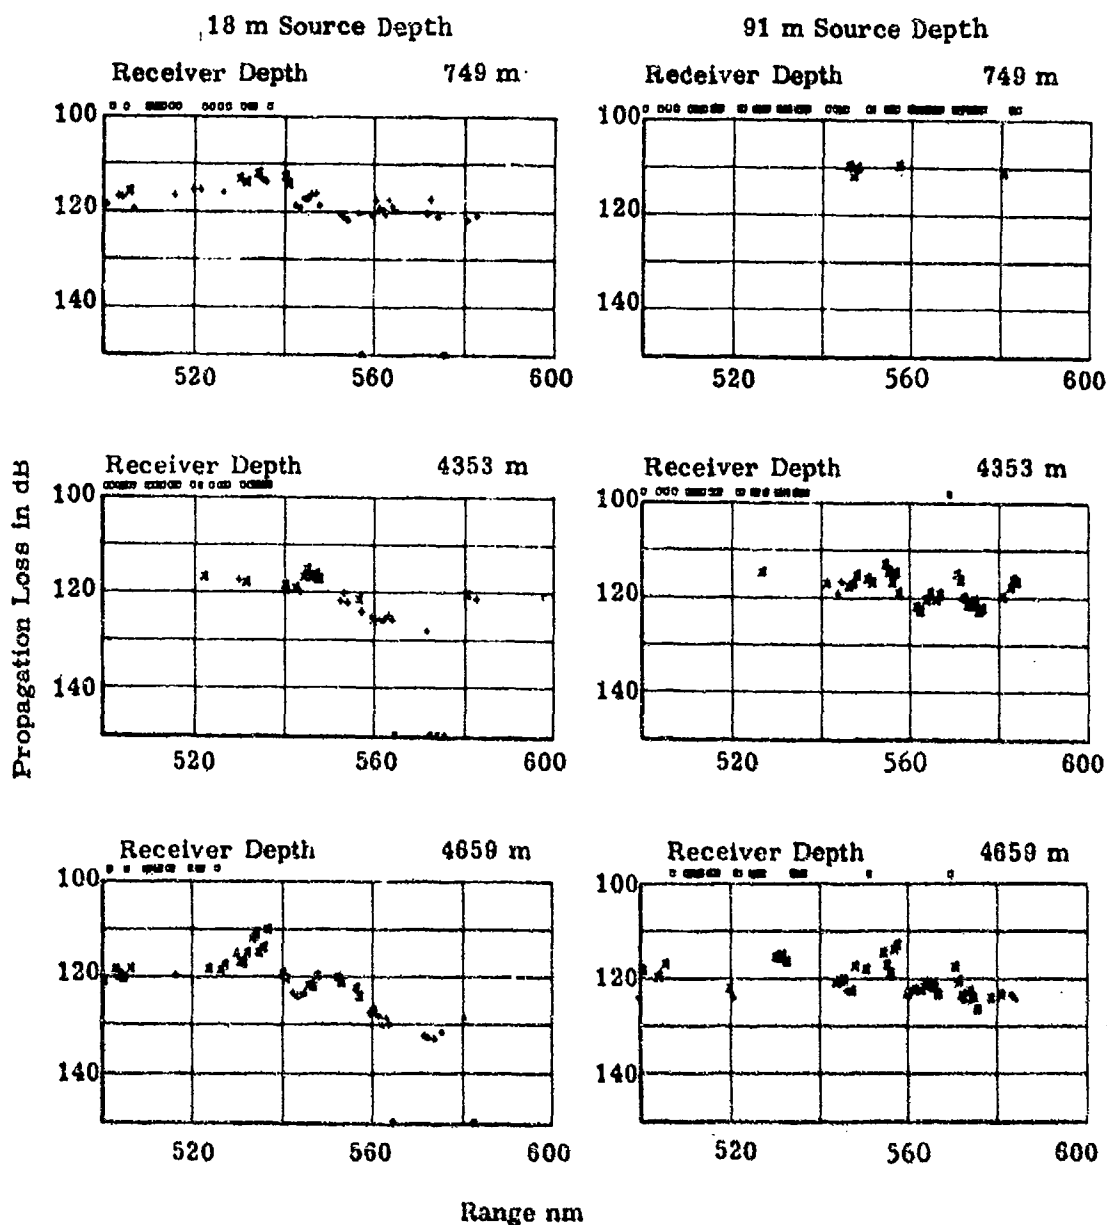 18 m Source Depth
91 m Source Depth
Receiver Depth 749 m
Receiver Depth 749 m
100
120
140
520 560 600
100
120
140
520 560 600
Propagation Loss in dB
Receiver Depth 4353 m
Receiver Depth 4353 m
100
120
140
520 560 600
100
120
140
520 560 600
Receiver Depth 4659 m
Receiver Depth 4659 m
100
120
140
520 560 600
100
120
140
520 560 600
Range nm